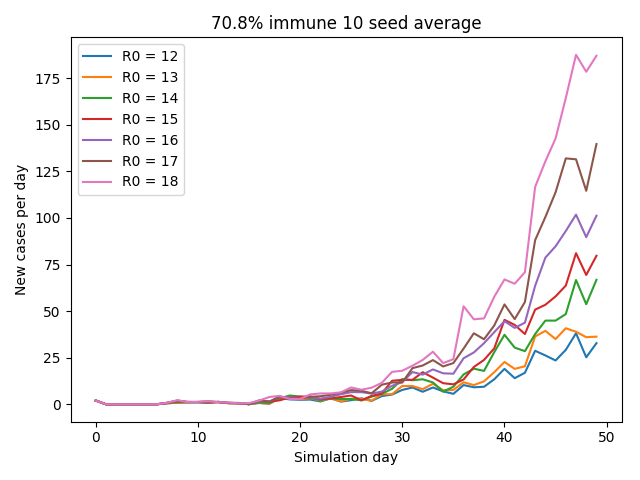 70.8% immune 10 seed average
R0 = 12
R0 = 13
R0 = 14
R0 = 15
R0 = 16
R0 = 17
R0 = 18
New cases per day
175
150
125
100
75
50
25
0
0 10 20 30 40 50
Simulation day